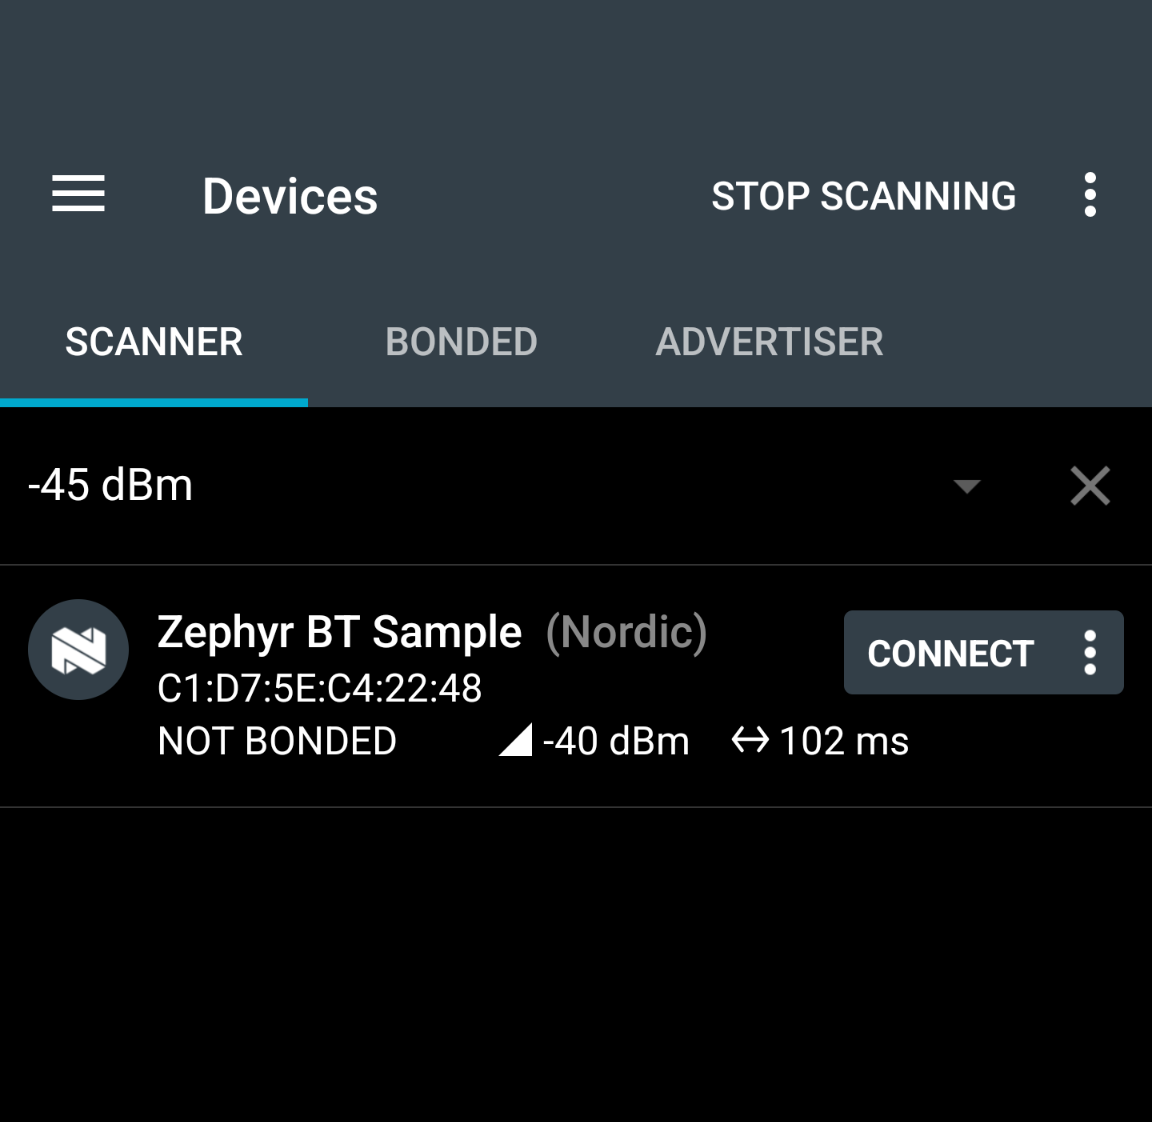 Devices STOP SCANNING
SCANNER BONDED ADVERTISER
-45 dBm
Zephyr BT Sample (Nordic)
CONNECT
C1:D7:5E:C4:22:48
NOT BONDED -40 dBm 102 ms